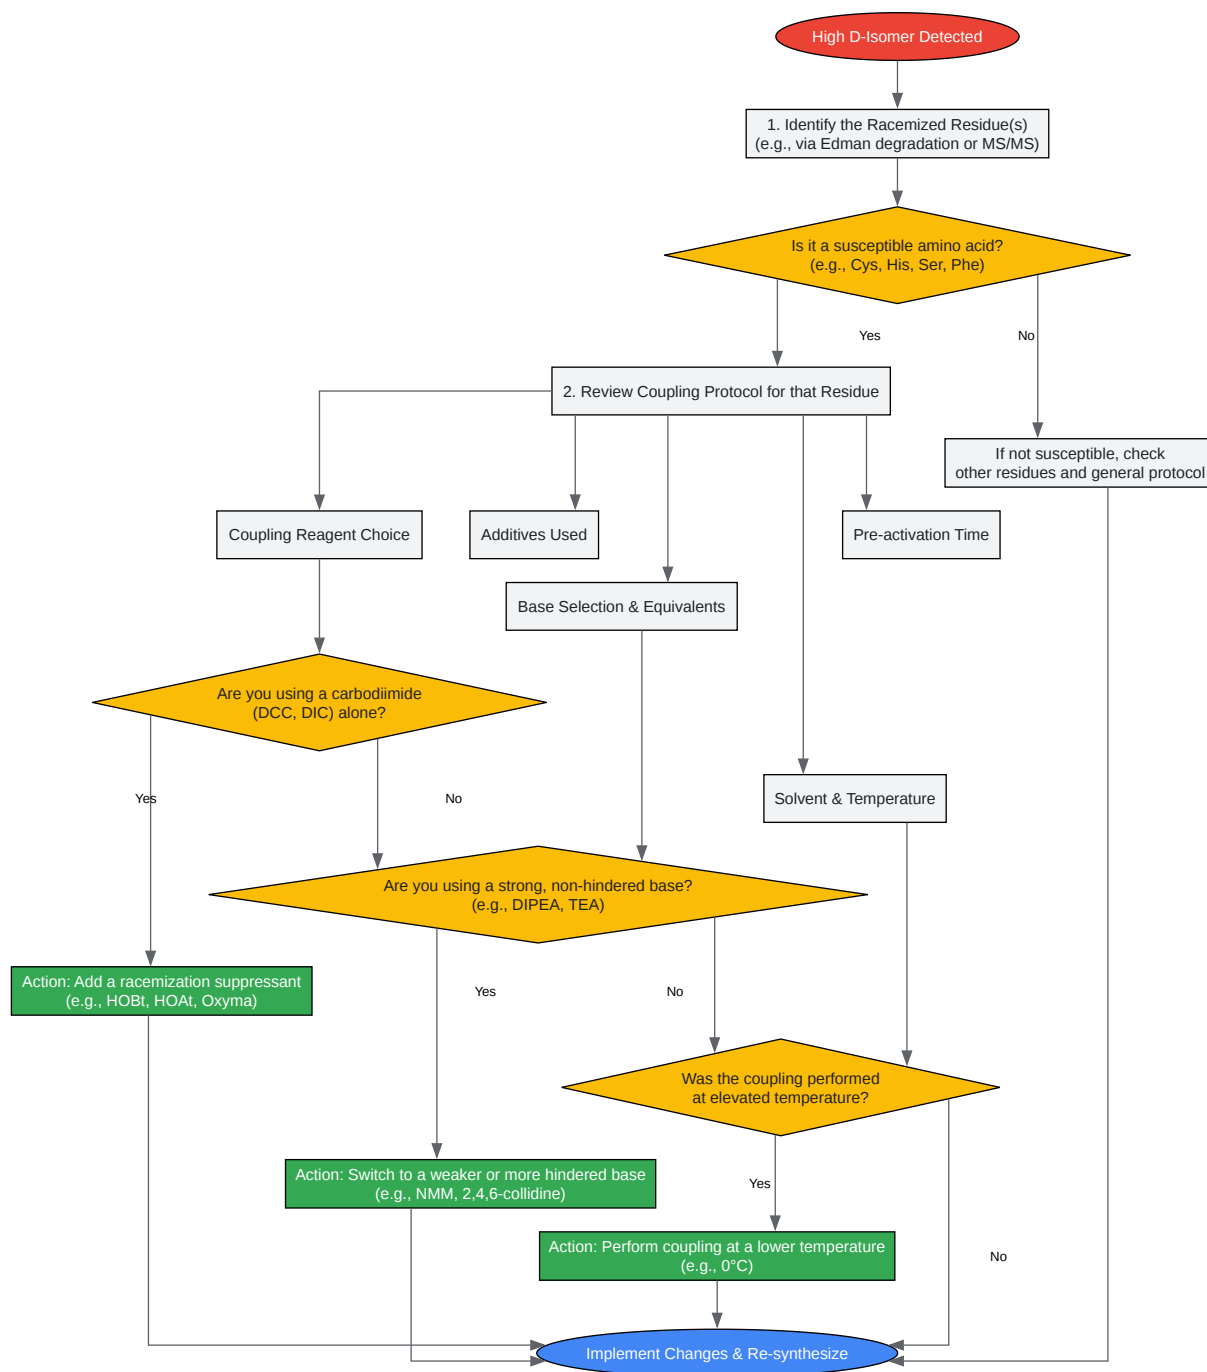 High D-Isomer Detected
1. Identify the Racemized Residue(s)
(e.g., via Edman degradation or MS/MS)
Is it a susceptible amino acid?
(e.g., Cys, His, Ser, Phe)
Yes
No
2. Review Coupling Protocol for that Residue
If not susceptible, check
other residues and general protocol
Coupling Reagent Choice
Additives Used
Pre-activation Time
Base Selection & Equivalents
Are you using a carbodiimide
(DCC, DIC) alone?
Yes
No
Solvent & Temperature
Are you using a strong, non-hindered base?
(e.g., DIPEA, TEA)
Action: Add a racemization suppressant
(e.g., HOBt, HOAt, Oxyma)
Yes
No
Was the coupling performed
at elevated temperature?
Action: Switch to a weaker or more hindered base
(e.g., NMM, 2,4,6-collidine)
Yes
Action: Perform coupling at a lower temperature
(e.g., 0°C)
No
Implement Changes & Re-synthesize